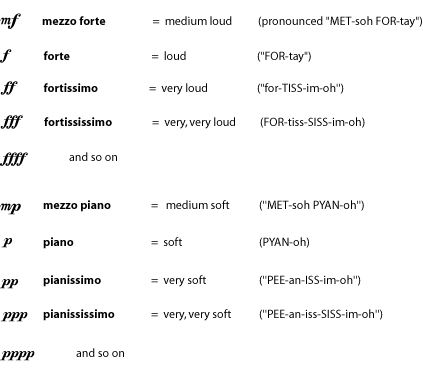 mf mezzo forte = medium loud (pronounced "MET-soh FOR-tay")
f forte = loud ("FOR-tay")
ff fortissimo = very loud ("for-TISS-im-oh")
fff fortississimo = very, very loud (FOR-tiss-SISS-im-oh)
ffff and so on
mp mezzo piano = medium soft ("MET-soh PYAN-oh")
p piano = soft (PYAN-oh)
pp pianissimo = very soft ("PEE-an-ISS-im-oh")
ppp pianississimo = very, very soft ("PEE-an-iss-SISS-im-oh")
pppp and so on